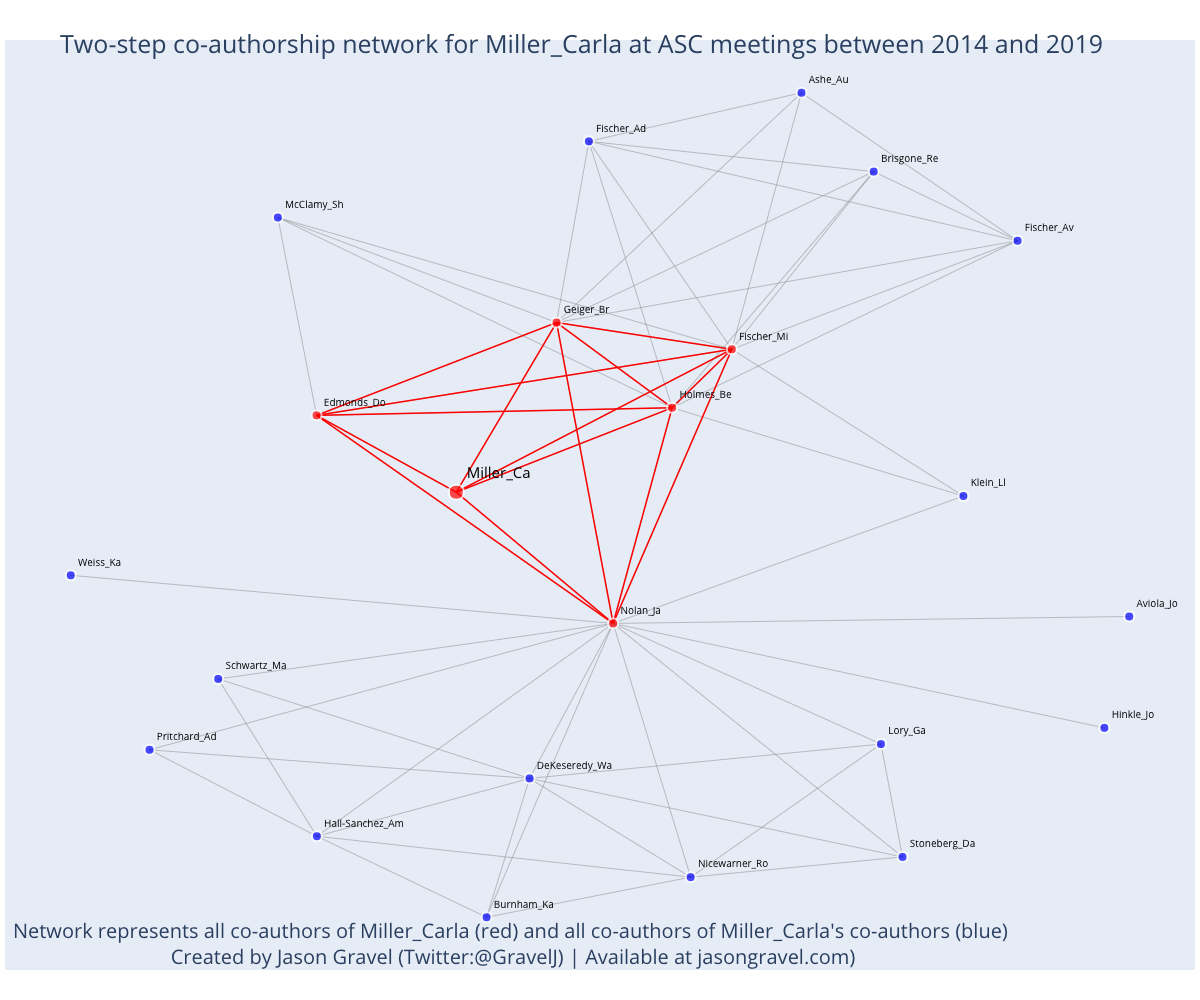 Two-step co-authorship network for Miller_Carla at ASC meetings between 2014 and 2019
Ashe_Au
Fischer_Ad
Brisgone_Re
McClamy_Sh
Fischer_Av
Geiger_Br
Fischer_Mi
Holmes_Be
Edmonds_Do
Miller_Ca
Klein_Ll
Weiss_Ka
Aviola_Jo
Nolan_Ja
Schwartz_Ma
Hinkle_Jo
Pritchard_Ad
Lory_Ga
DeKeseredy_Wa
Hall-Sanchez_Am
Stoneberg_Da
Nicewarner_Ro
Burnham_Ka
Network represents all co-authors of Miller_Carla (red) and all co-authors of Miller_Carla's co-authors (blue)
Created by Jason Gravel (Twitter:@GravelJ) | Available at jasongravel.com)